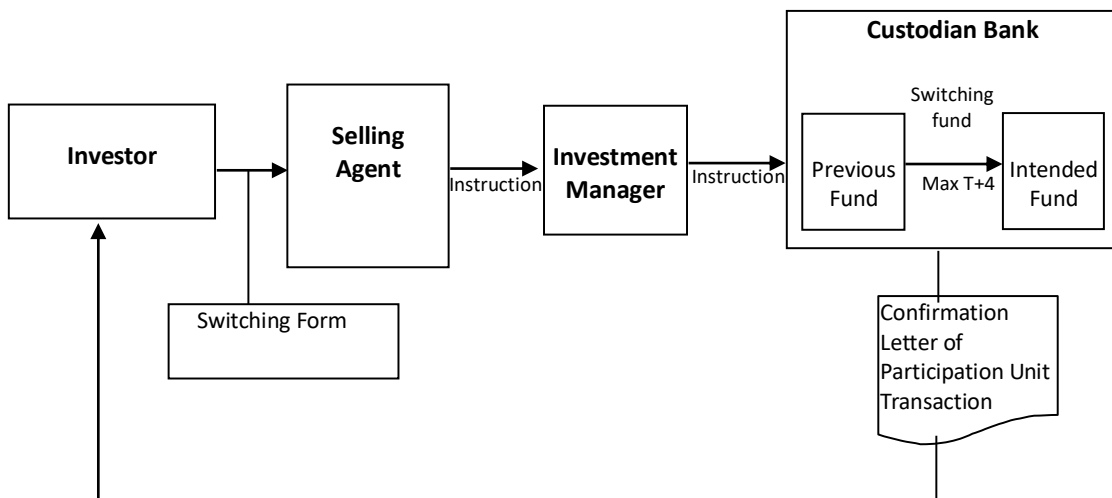 Custodian Bank
Investor
Switching Form
Selling
Agent
Instruction
Investment
Manager
Instruction
Switching
fund
Previous
Fund
Max T+4
Intended
Fund
Confirmation
Letter of
Participation Unit
Transaction